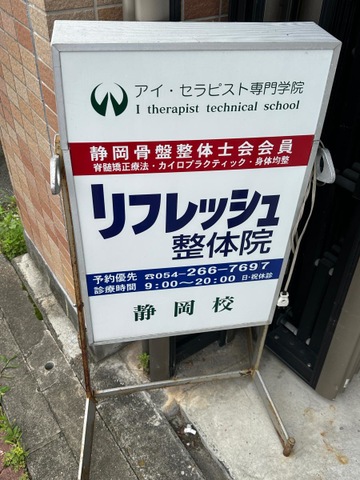 アイ・セラピスト専門学院
I therapist technical school
静岡骨盤整体士会会員
脊髄矯正療法・カイロプラクティック・身体均整
リフレッシュ
整体院
予約優先 ☎054-266-7697
診療時間 9:00～20:00 日・祝休診
静岡校